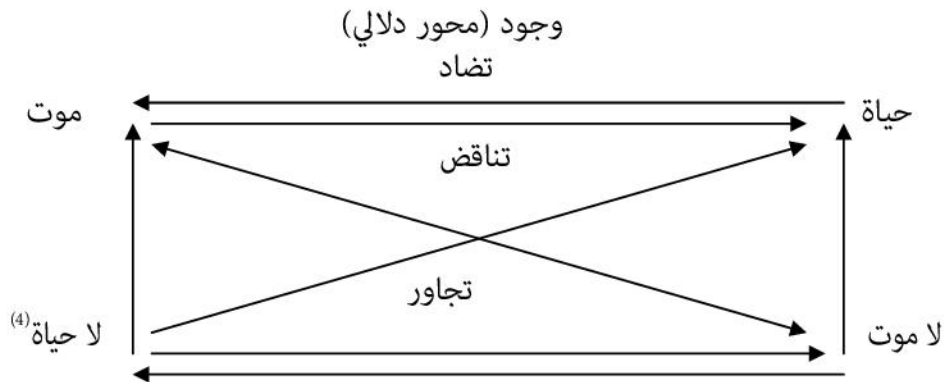 وجود (محور دلالي)
تضاد
حياة
موت
تناقض
تجاور
لا موت
لا حياة(4)